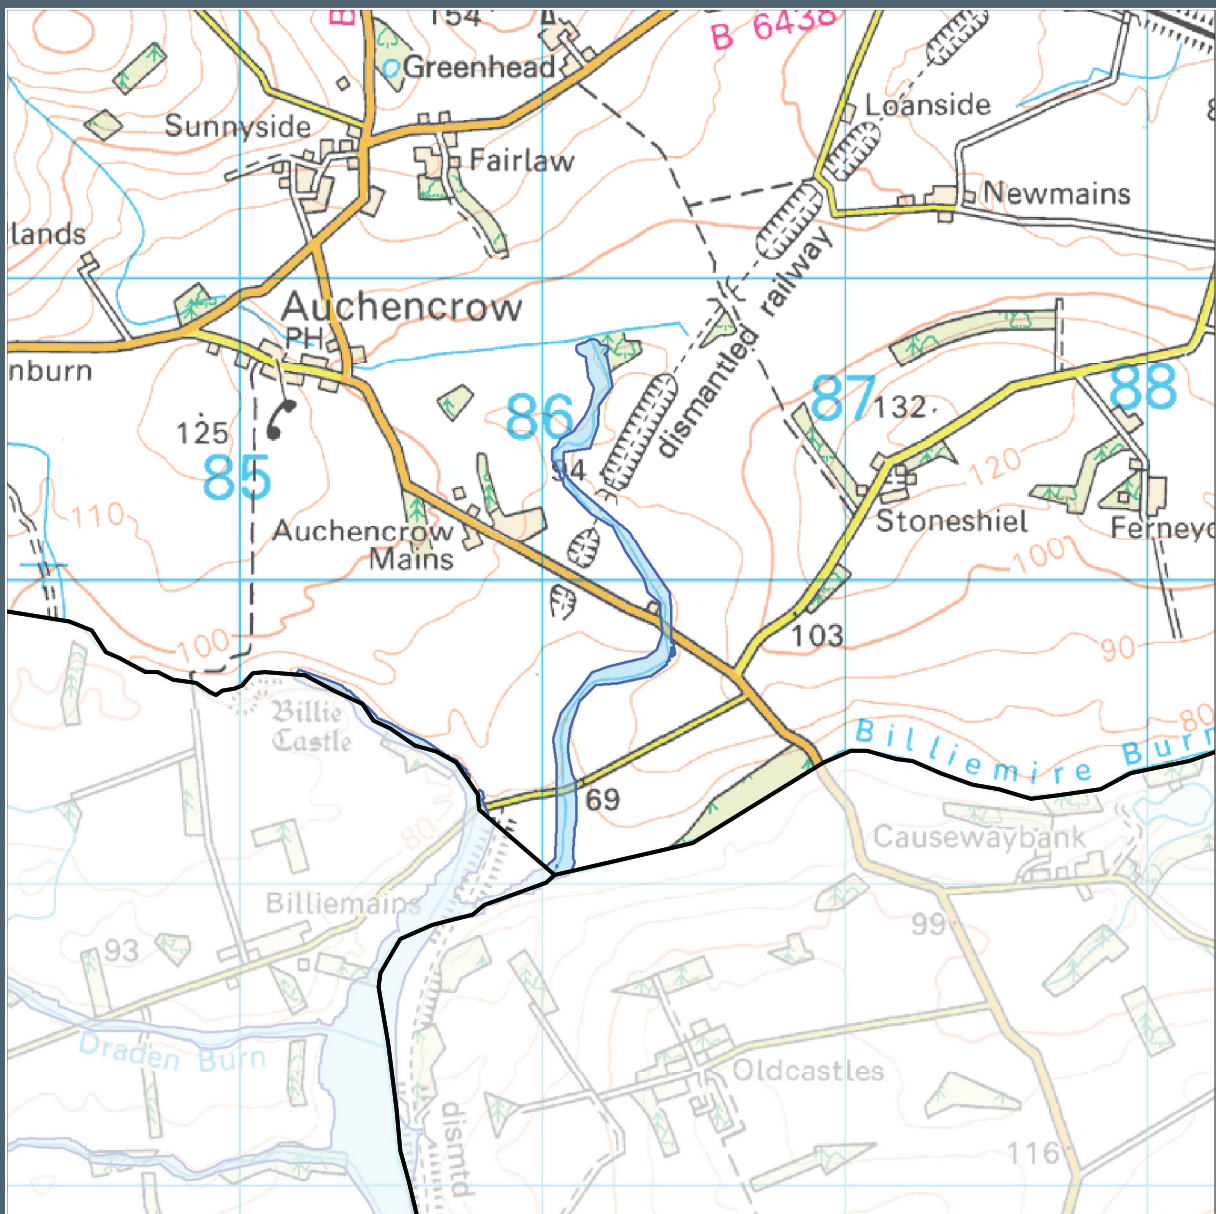 B
154
B 6438
Greenhead
Loanside
Sunnyside
Fairlaw
Newmains
lands
dismantled railway
Auchencrow
PH
nburn
86
87
132
88
125
94
85
120
110
Auchencrow
Mains
Stoneshiel
Ferneyc
100
100
103
90
Billie
Castle
80
Billiemire Burn
69
80
Causewaybank
Billiemains
99
93
Draden Burn
Oldcastles
dismtd
116